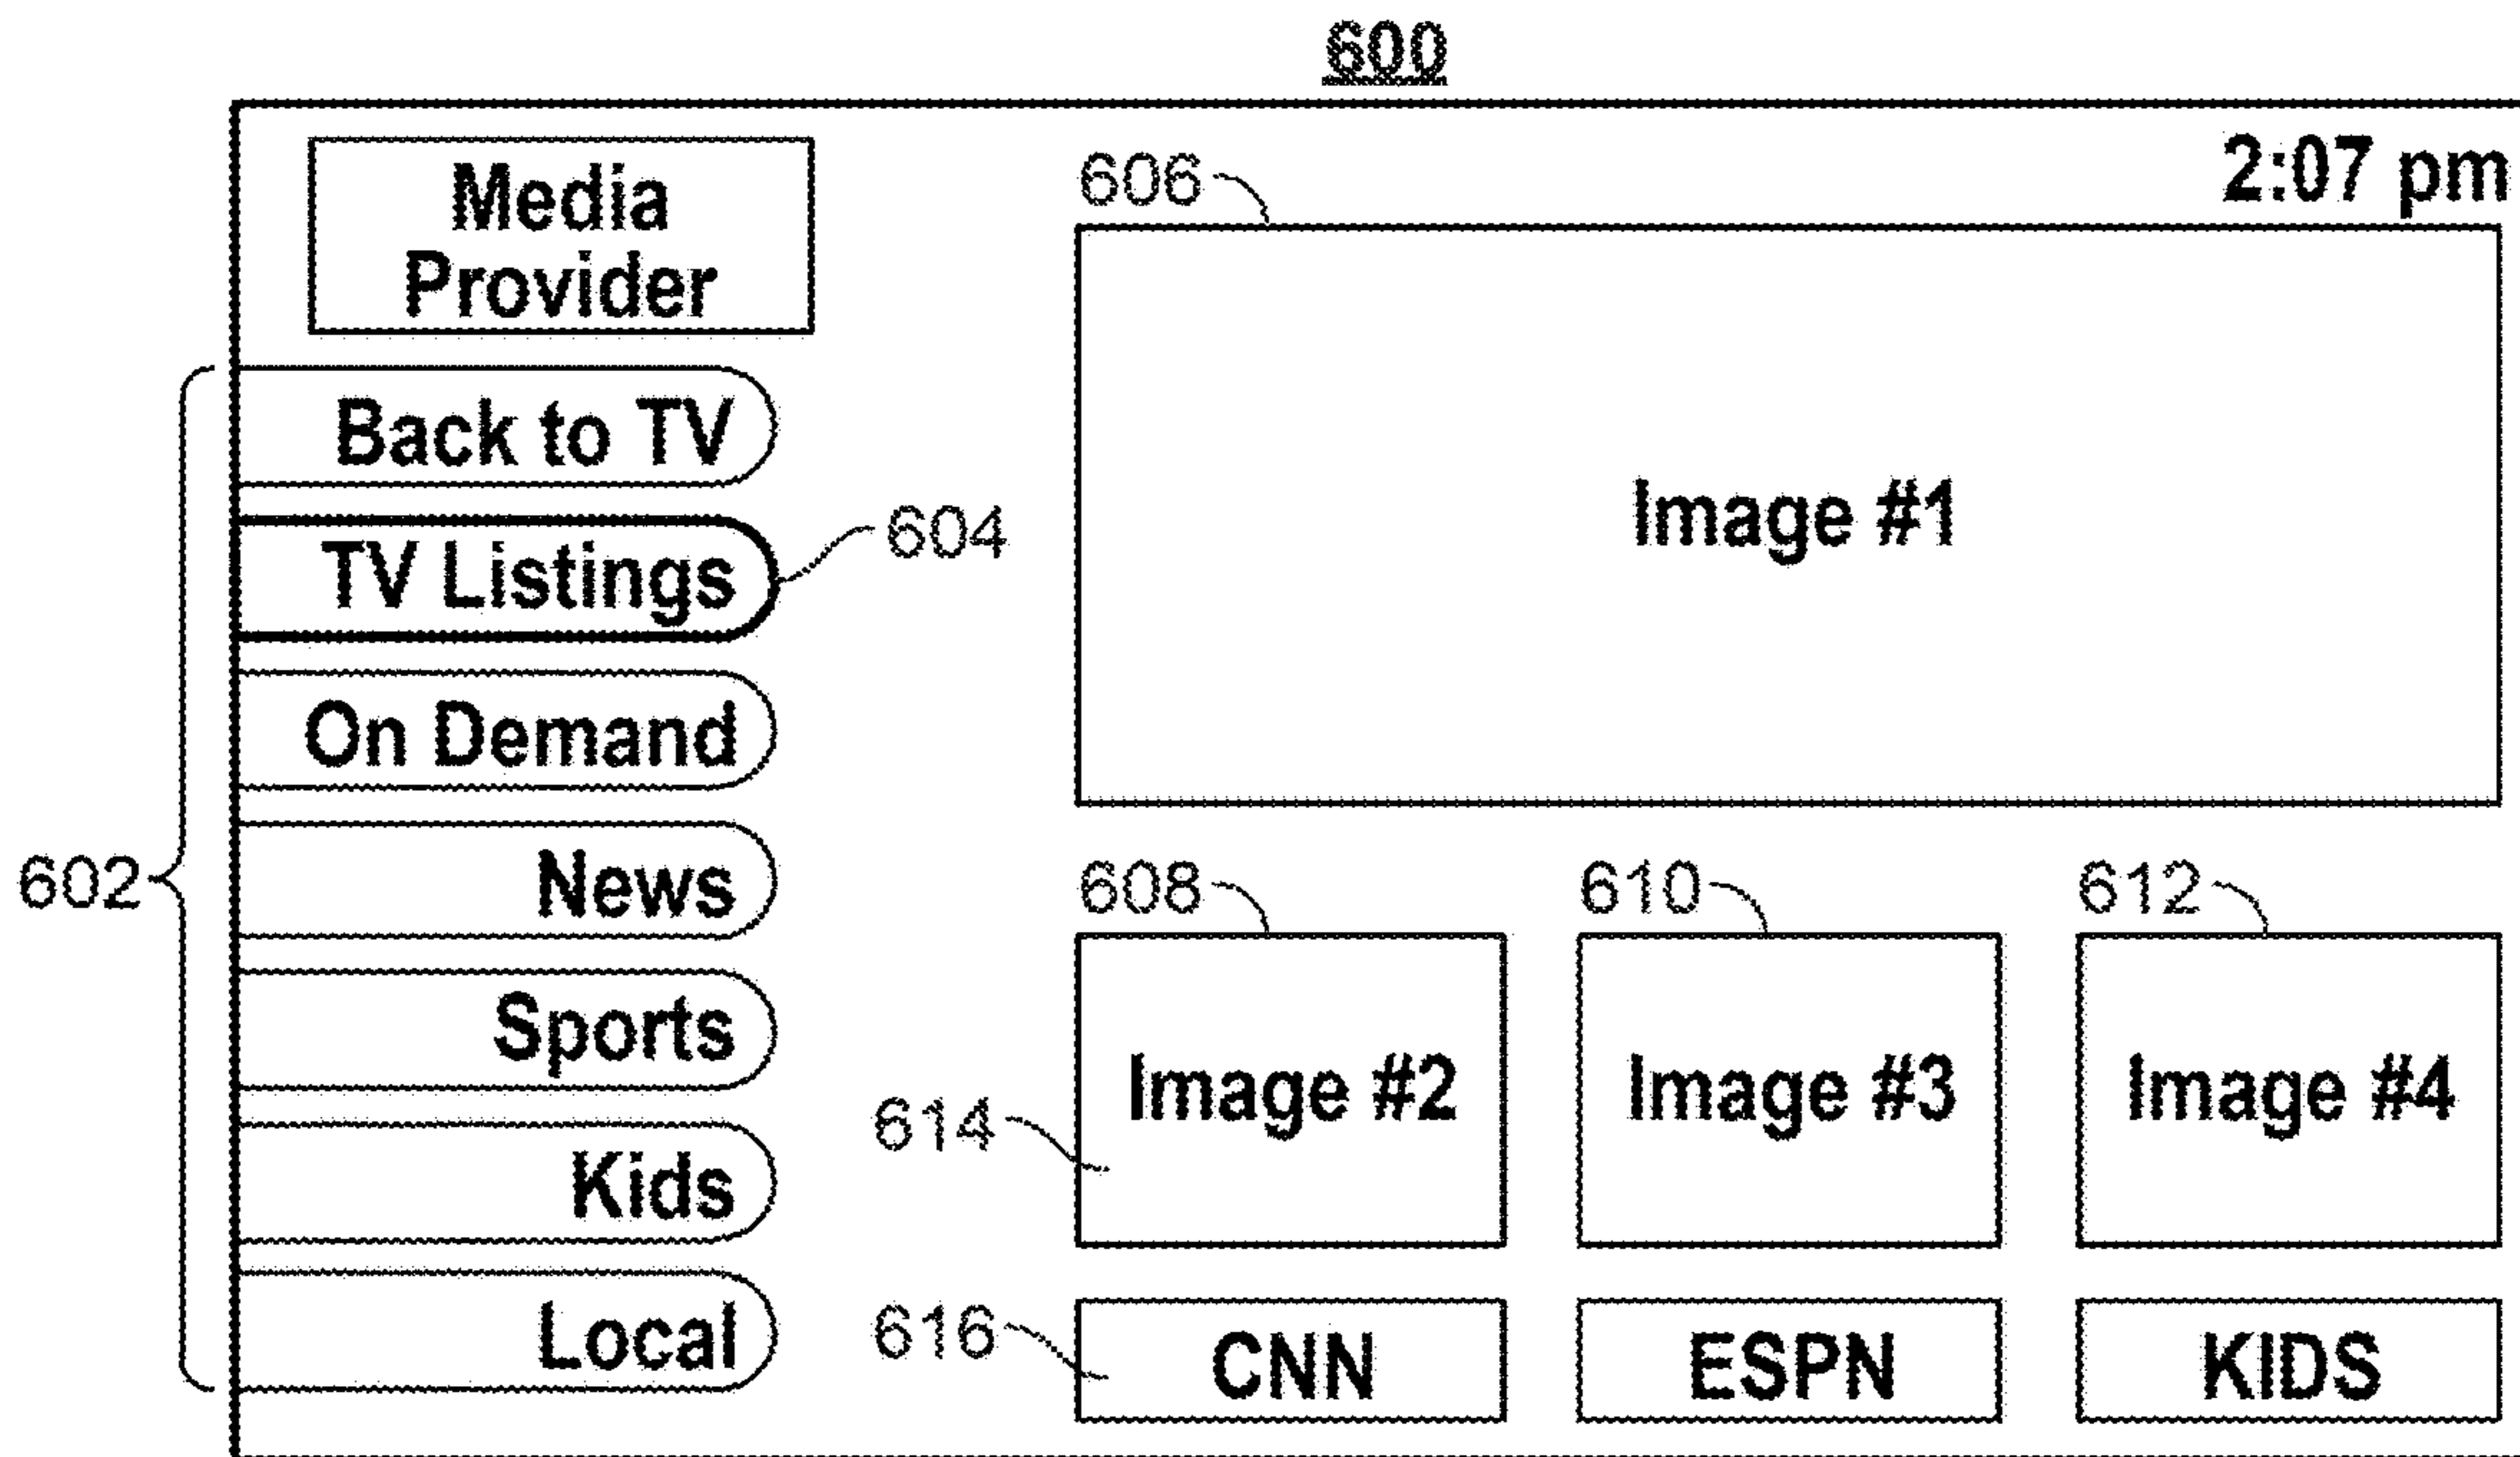 600
2:07 pm
Media
Provider
606
Image #1
Back to TV
TV Listings
604
On Demand
News
Sports
Kids
Local
602
608
610
612
Image #2
Image #3
Image #4
614
616
CNN
ESPN
KIDS